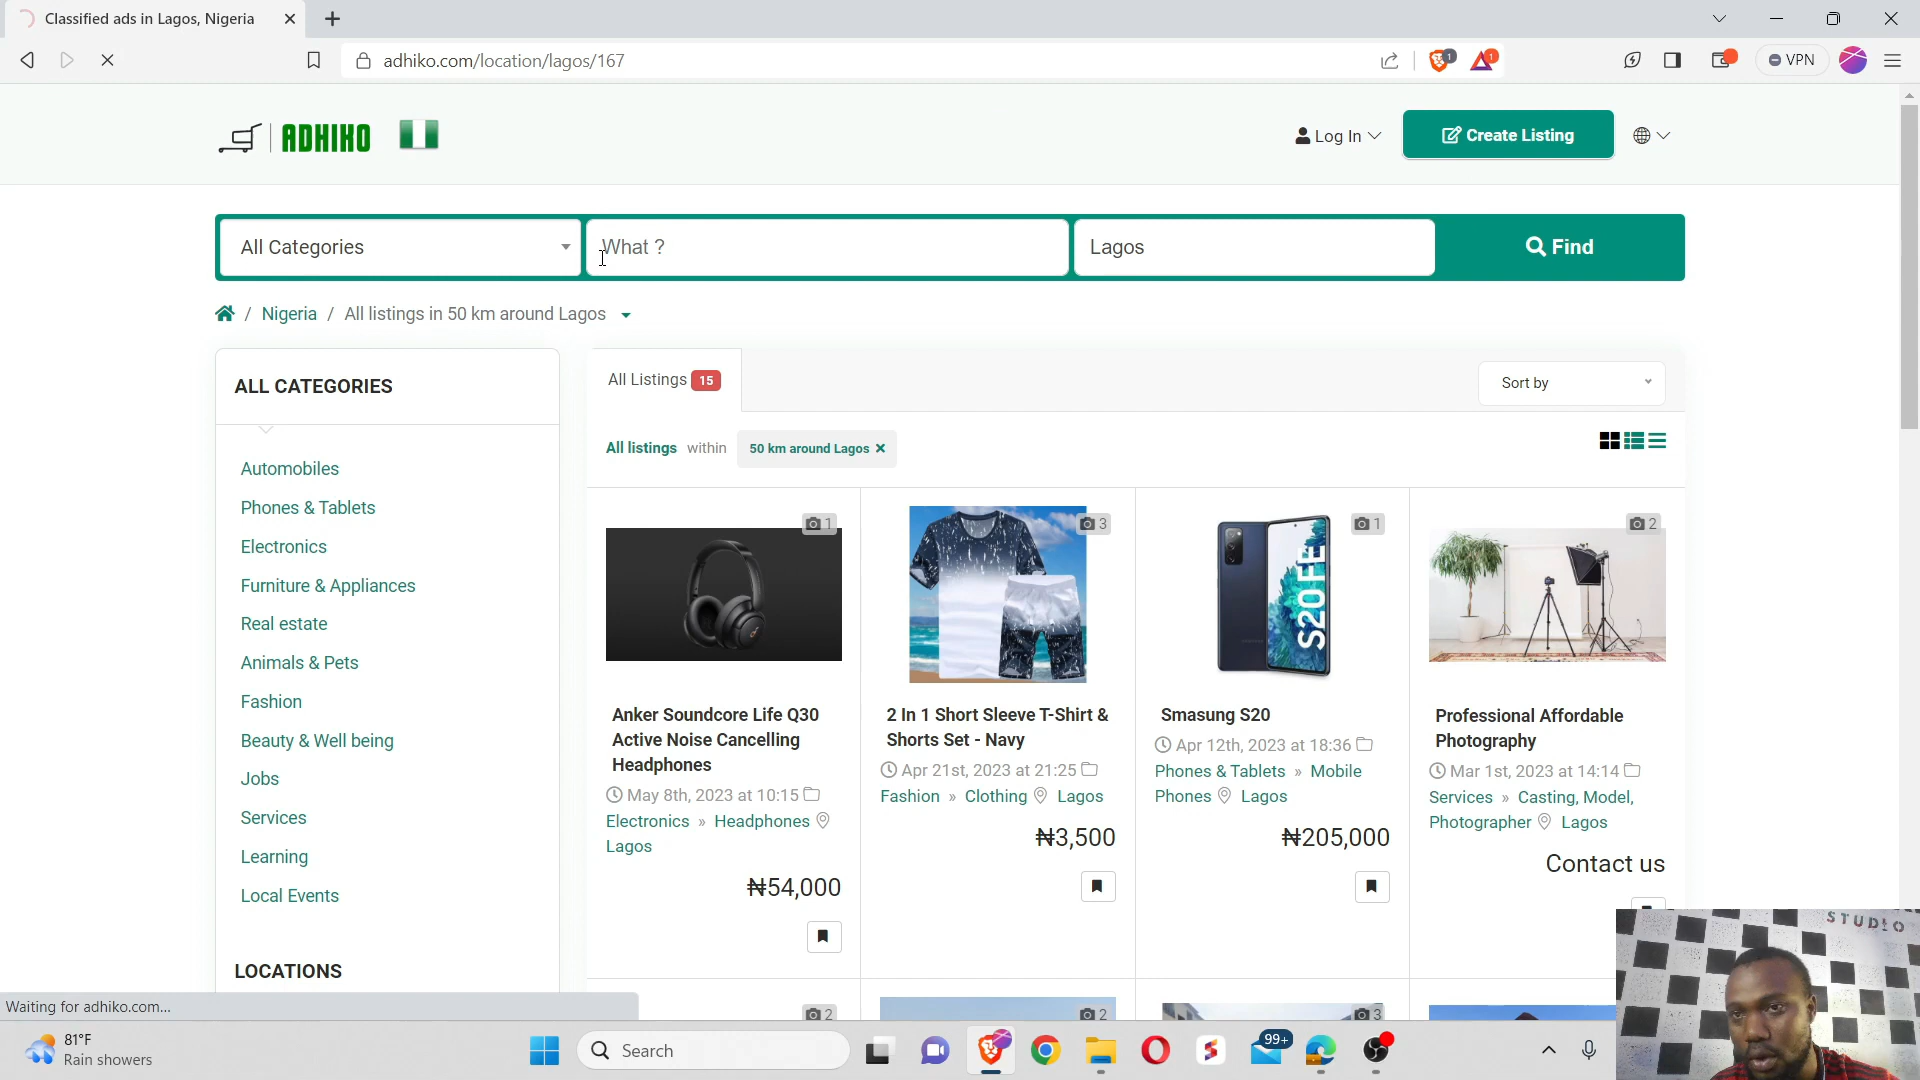 Classified ads in Lagos, Nigeria
adhiko.com/location/lagos/167
1
1
VPN
ADHIKO
Log In
Create Listing
All Categories
What ?
Lagos
Find
/ Nigeria / All listings in 50 km around Lagos
ALL CATEGORIES
Automobiles
Phones & Tablets
Electronics
Furniture & Appliances
Real estate
Animals & Pets
Fashion
Beauty & Well being
Jobs
Services
Learning
Local Events
LOCATIONS
All Listings 15
Sort by
All listings within 50 km around Lagos ×
1
Anker Soundcore Life Q30
Active Noise Cancelling
Headphones
May 8th, 2023 at 10:15
Electronics » Headphones
Lagos
₦54,000
3
2 In 1 Short Sleeve T-Shirt &
Shorts Set - Navy
Apr 21st, 2023 at 21:25
Fashion » Clothing Lagos
₦3,500
1
S20FE
Smasung S20
Apr 12th, 2023 at 18:36
Phones & Tablets » Mobile
Phones Lagos
₦205,000
2
Professional Affordable
Photography
Mar 1st, 2023 at 14:14
Services » Casting, Model,
Photographer Lagos
Contact us
2
2
3
STUDIO
Waiting for adhiko.com...
81°F
Rain showers
Search
99+